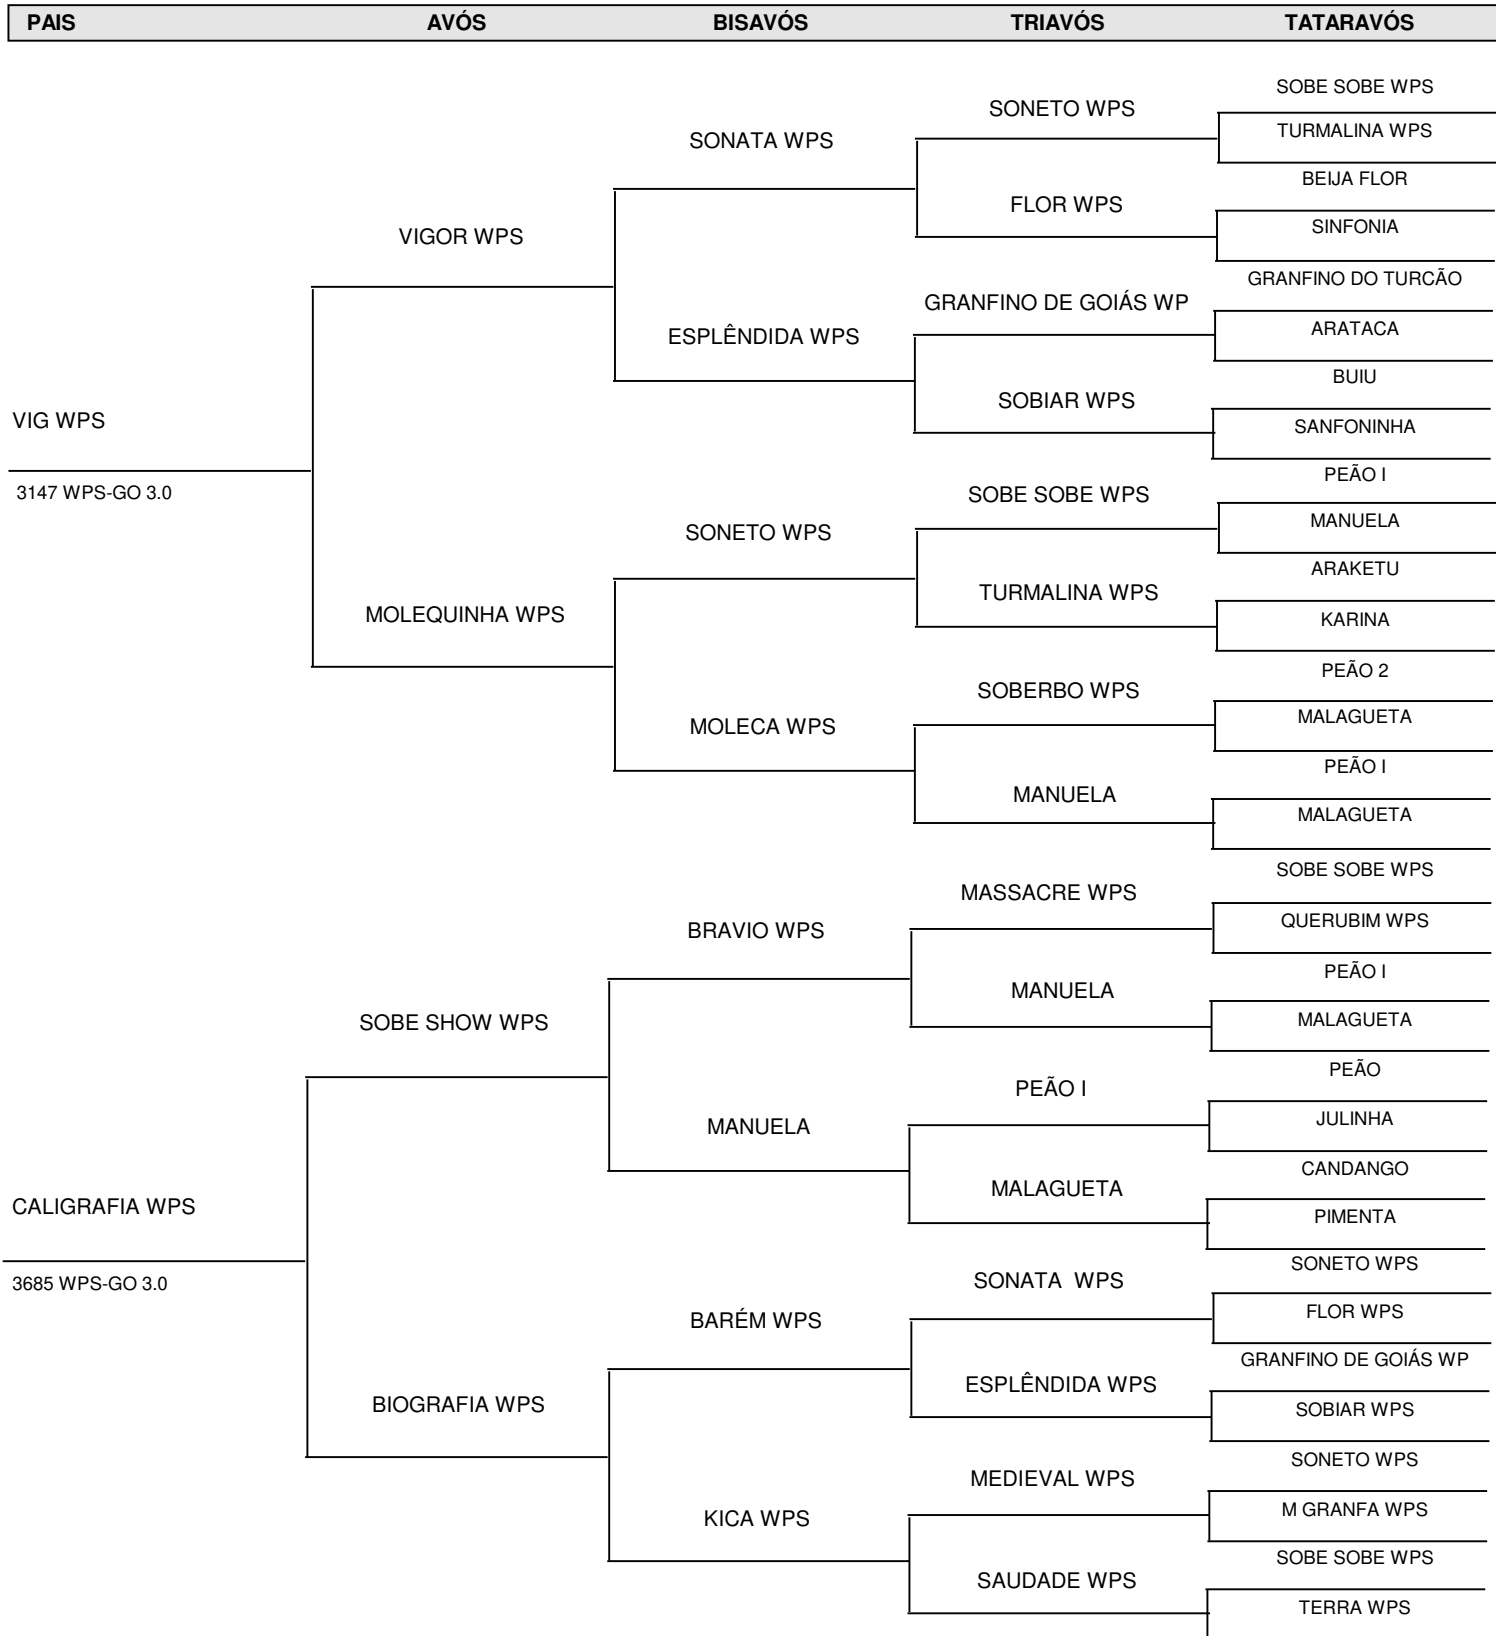 PAIS AVÓS BISAVÓS TRIAVÓS TATARAVÓS
SOBE SOBE WPS
SONETO WPS
TURMALINA WPS
SONATA WPS
BEIJA FLOR
FLOR WPS
SINFONIA
VIGOR WPS
GRANFINO DO TURCÃO
GRANFINO DE GOIÁS WP
ARATACA
ESPLÊNDIDA WPS
BUIU
SOBIAR WPS
SANFONINHA
VIG WPS
3147 WPS-GO 3.0
PEÃO I
SOBE SOBE WPS
MANUELA
SONETO WPS
ARAKETU
TURMALINA WPS
KARINA
MOLEQUINHA WPS
PEÃO 2
SOBERBO WPS
MALAGUETA
MOLECA WPS
PEÃO I
MANUELA
MALAGUETA
SOBE SOBE WPS
MASSACRE WPS
QUERUBIM WPS
BRAVIO WPS
PEÃO I
MANUELA
MALAGUETA
SOBE SHOW WPS
PEÃO
PEÃO I
JULINHA
MANUELA
CANDANGO
MALAGUETA
PIMENTA
CALIGRAFIA WPS
3685 WPS-GO 3.0
SONETO WPS
SONATA  WPS
FLOR WPS
BARÉM WPS
GRANFINO DE GOIÁS WP
ESPLÊNDIDA WPS
SOBIAR WPS
BIOGRAFIA WPS
SONETO WPS
MEDIEVAL WPS
M GRANFA WPS
KICA WPS
SOBE SOBE WPS
SAUDADE WPS
TERRA WPS